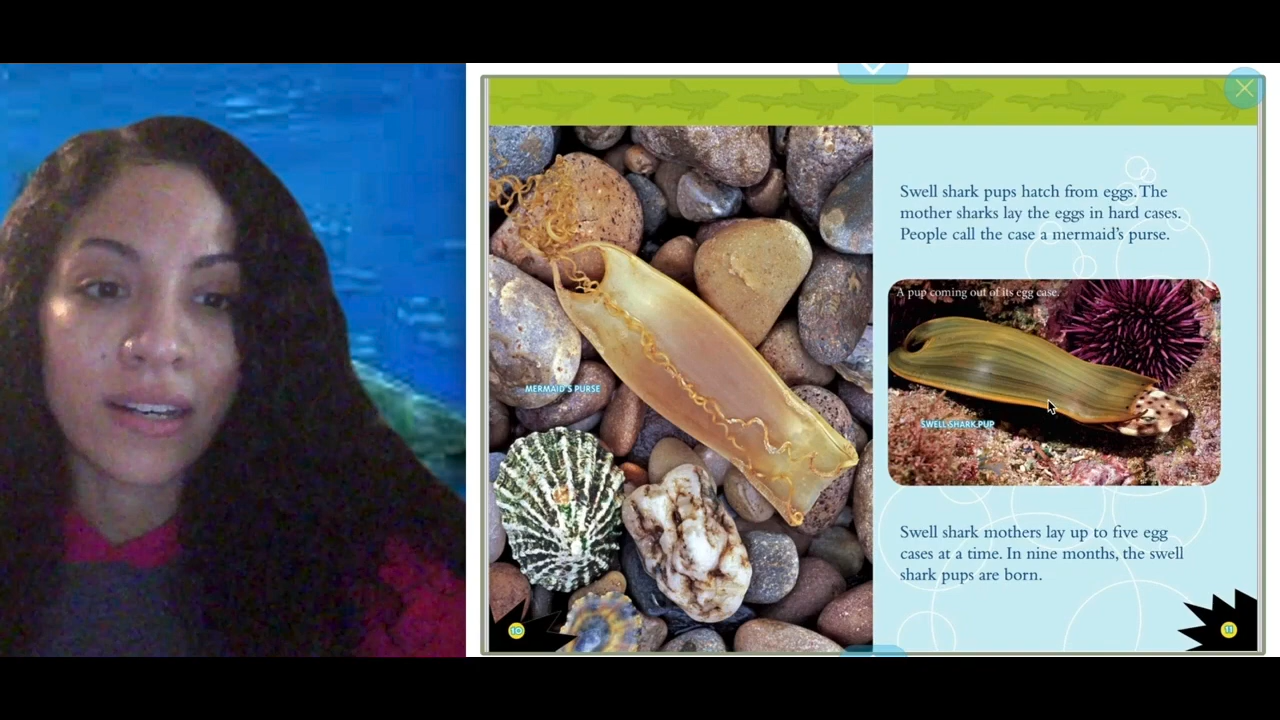 MERMAID'S PURSE
10
Swell shark pups hatch from eggs. The
mother sharks lay the eggs in hard cases.
People call the case a mermaid's purse.
A pup coming out of its egg case.
SWELL SHARK PUP
Swell shark mothers lay up to five egg
cases at a time. In nine months, the swell
shark pups are born.
11